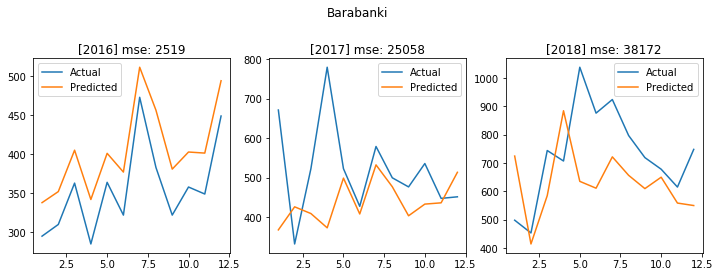 Barabanki
[2016] mse: 2519
[2017] mse: 25058
[2018] mse: 38172
Actual
Predicted
500
450
400
350
300
2.5 5.0 7.5 10.0 12.5
Actual
Predicted
800
700
600
500
400
2.5 5.0 7.5 10.0 12.5
Actual
Predicted
1000
900
800
700
600
500
400
2.5 5.0 7.5 10.0 12.5